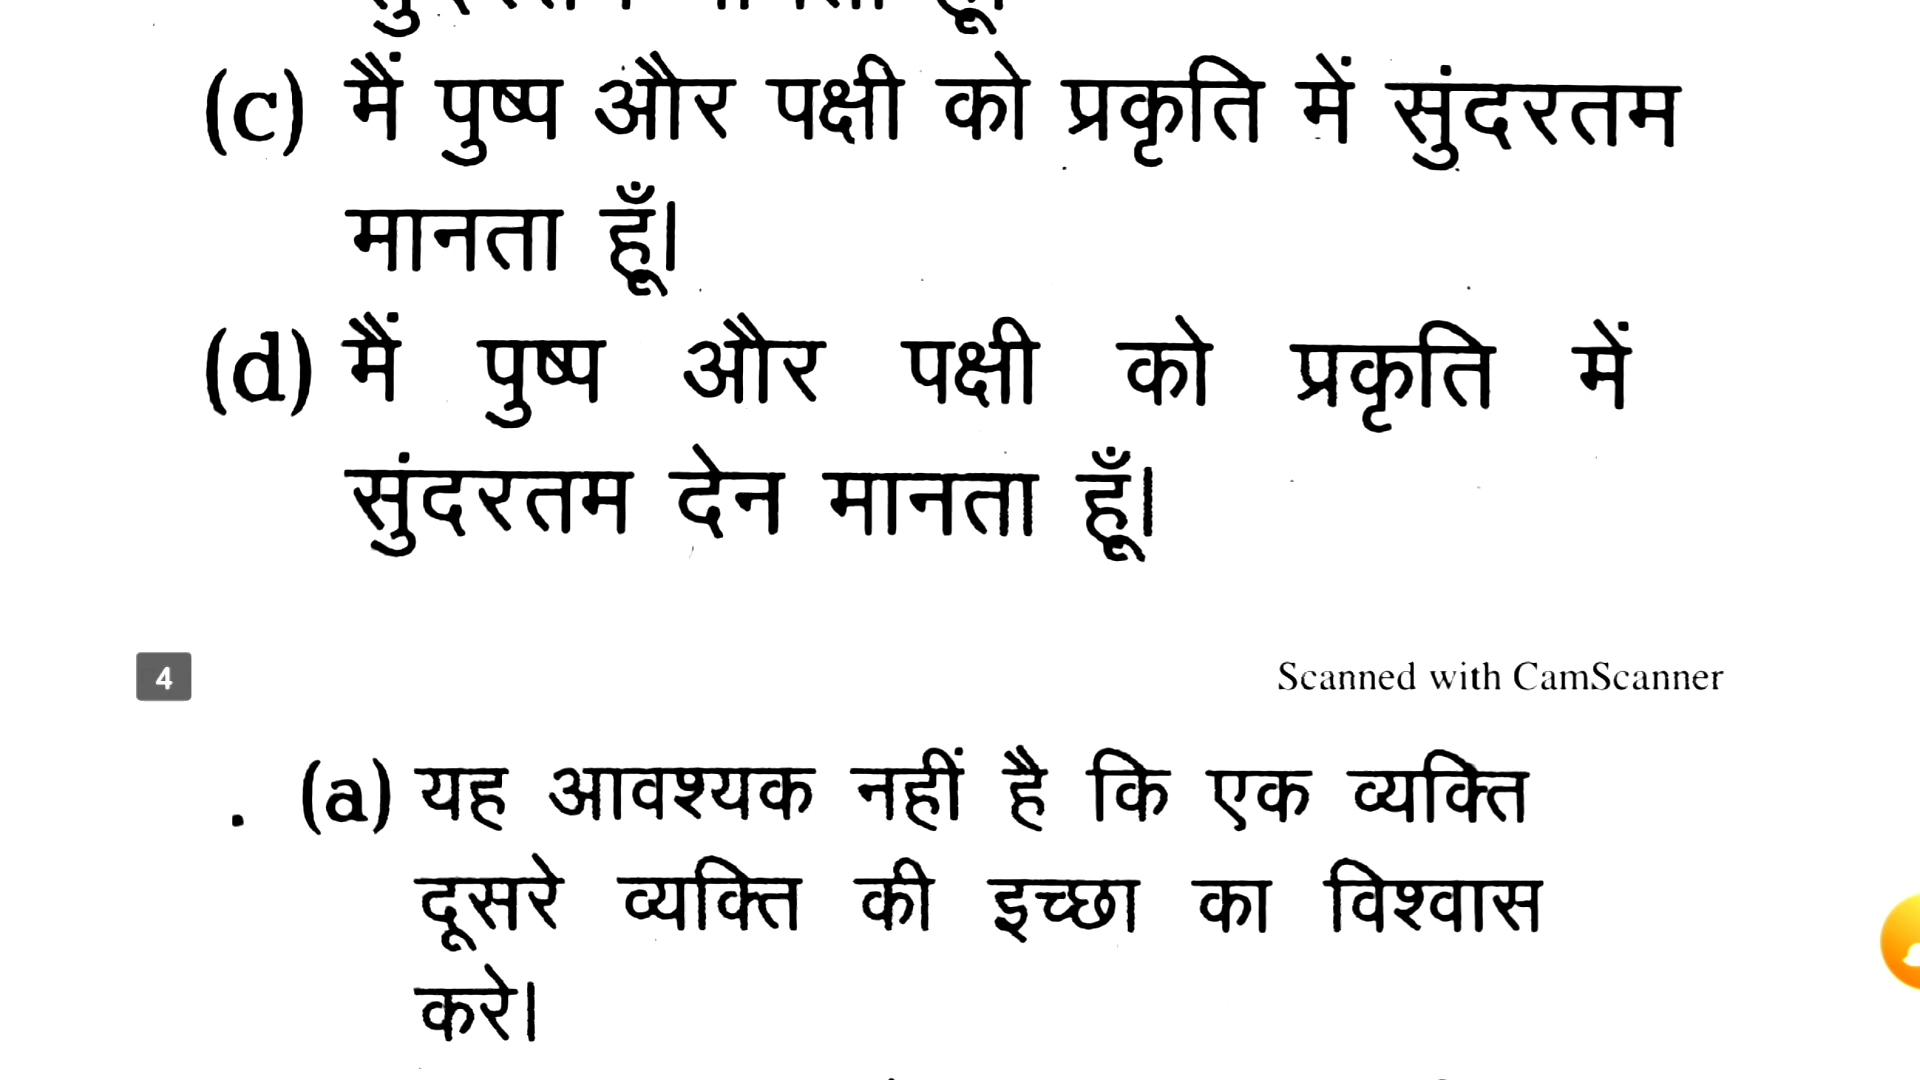 (c) मैं पुष्प और पक्षी को प्रकृति में सुंदरतम
मानता हूँ।
(d) मैं पुष्प और पक्षी को प्रकृति में
सुंदरतम देन मानता हूँ।
4
Scanned with CamScanner
. (a) यह आवश्यक नहीं है कि एक व्यक्ति
दूसरे व्यक्ति की इच्छा का विश्वास
करे।